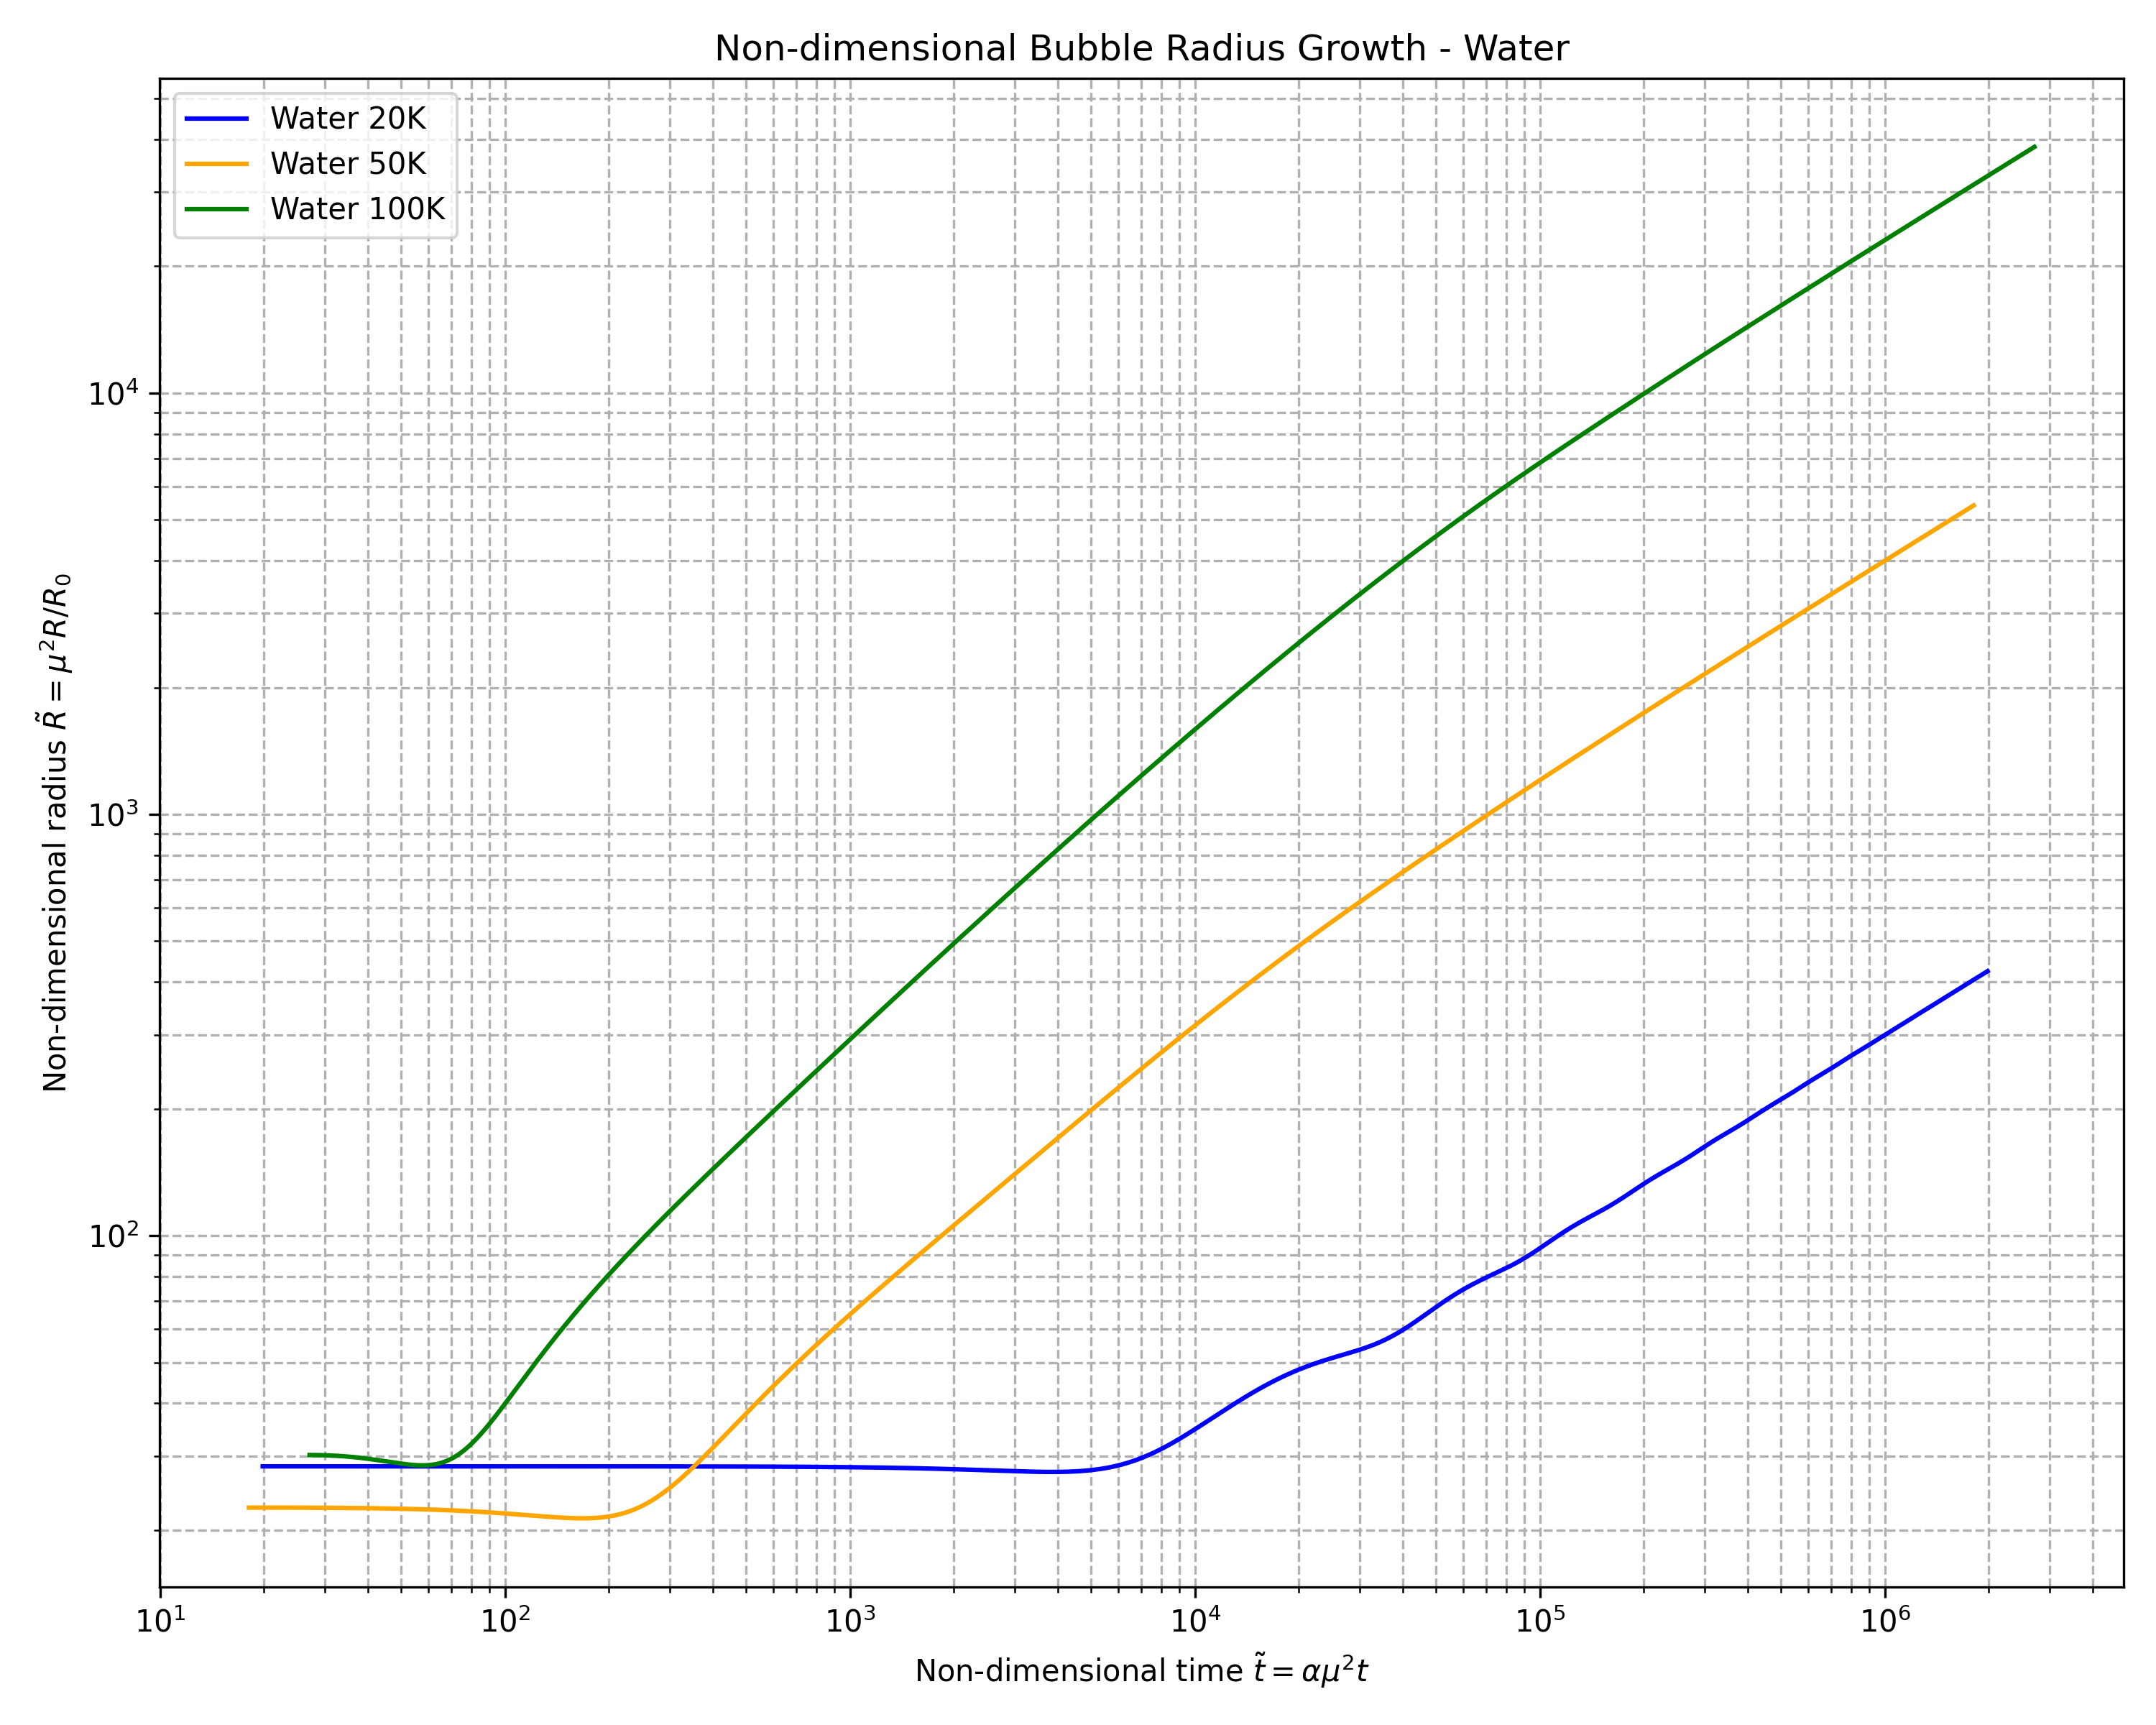 Non-dimensional Bubble Radius Growth - Water
Water 20K
Water 50K
Water 100K
Non-dimensional radius R̃ = μ²R/R₀
10⁴
10³
10²
10¹ 10² 10³ 10⁴ 10⁵ 10⁶
Non-dimensional time t̃ = αμ²t